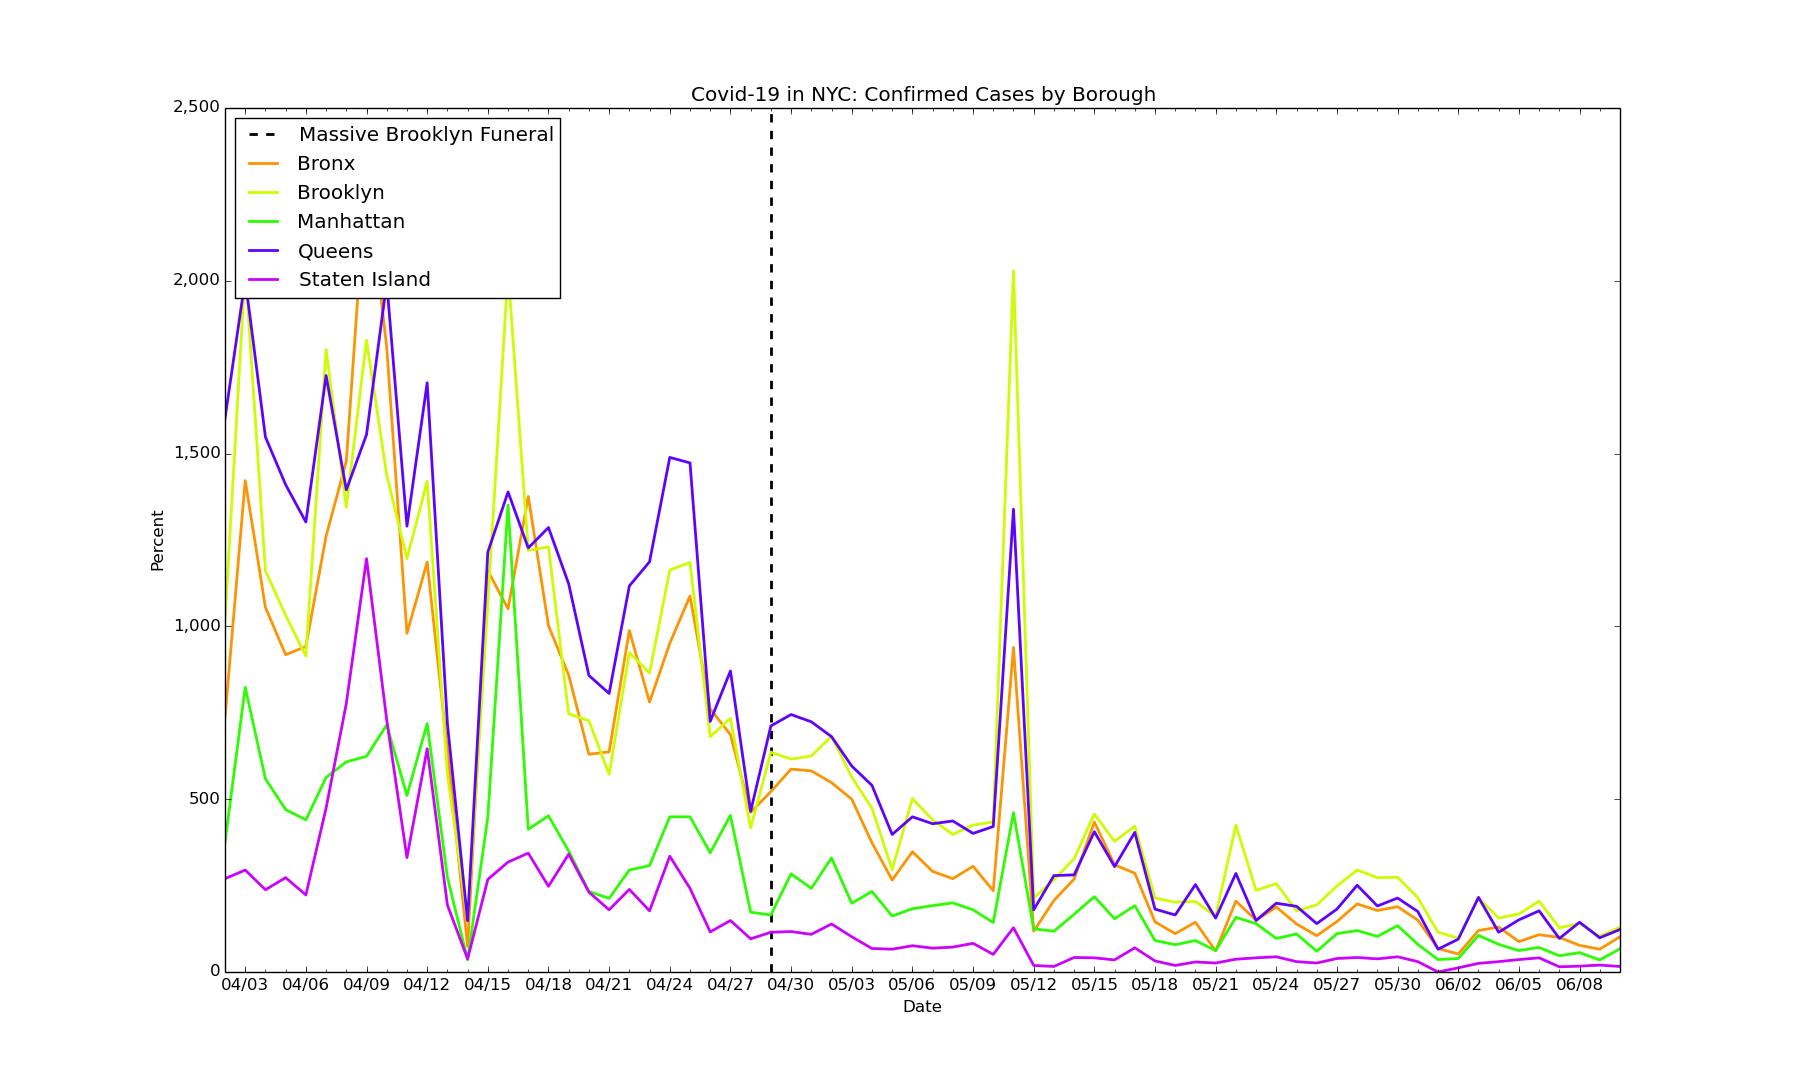 Covid-19 in NYC: Confirmed Cases by Borough
2,500
2,000
1,500
1,000
500
0
Percent
Massive Brooklyn Funeral
Bronx
Brooklyn
Manhattan
Queens
Staten Island
04/03 04/06 04/09 04/12 04/15 04/18 04/21 04/24 04/27 04/30 05/03 05/06 05/09 05/12 05/15 05/18 05/21 05/24 05/27 05/30 06/02 06/05 06/08
Date